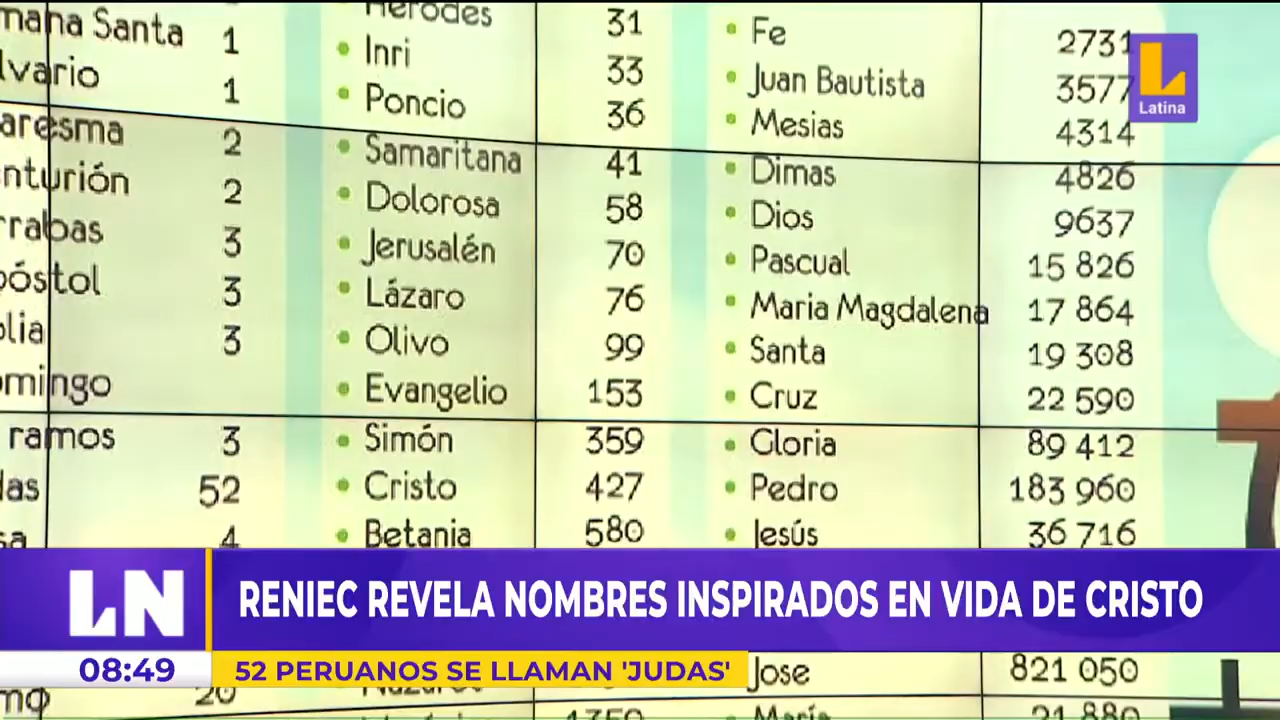 mana Santa 1
lvario 1
aresma 2
nturión 2
rrabas 3
póstol 3
olia 3
omingo
ramos 3
das 52
sa 4
20
Herodes 31
• Inri 33
• Poncio 36
• Samaritana 41
• Dolorosa 58
• Jerusalén 70
• Lázaro 76
• Olivo 99
• Evangelio 153
• Simón 359
• Cristo 427
• Betania 580
• Fe 2731
• Juan Bautista 3577
• Mesias 4314
• Dimas 4826
• Dios 9637
• Pascual 15 826
• Maria Magdalena 17 864
• Santa 19 308
• Cruz 22 590
• Gloria 89 412
• Pedro 183 960
• Jesús 36 716
Jose 821 050
María 21 880
L
Latina
LN
RENIEC REVELA NOMBRES INSPIRADOS EN VIDA DE CRISTO
08:49
52 PERUANOS SE LLAMAN 'JUDAS'